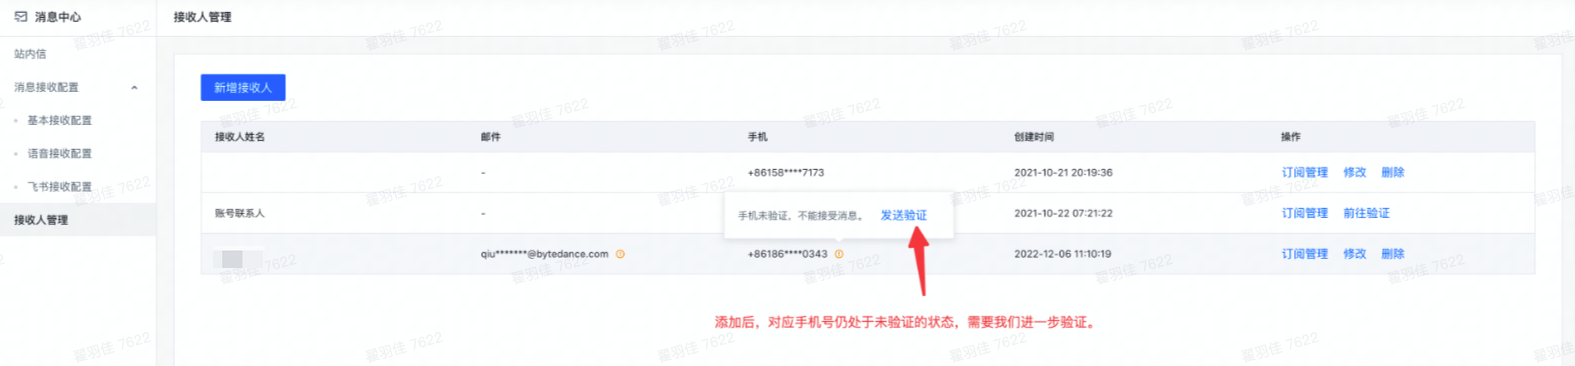 消息中心
接收人管理
站内信
消息接收配置
基本接收配置
语音接收配置
飞书接收配置
接收人管理
新增接收人
接收人姓名 邮件 手机 创建时间 操作
- +86158****7173 2021-10-21 20:19:36 订阅管理 修改 删除
账号联系人 - 2021-10-22 07:21:22 订阅管理 前往验证
手机未验证，不能接受消息。 发送验证
qiu*******@bytedance.com +86186****0343 2022-12-06 11:10:19 订阅管理 修改 删除
添加后，对应手机号仍处于未验证的状态，需要我们进一步验证。
翟羽佳 7622